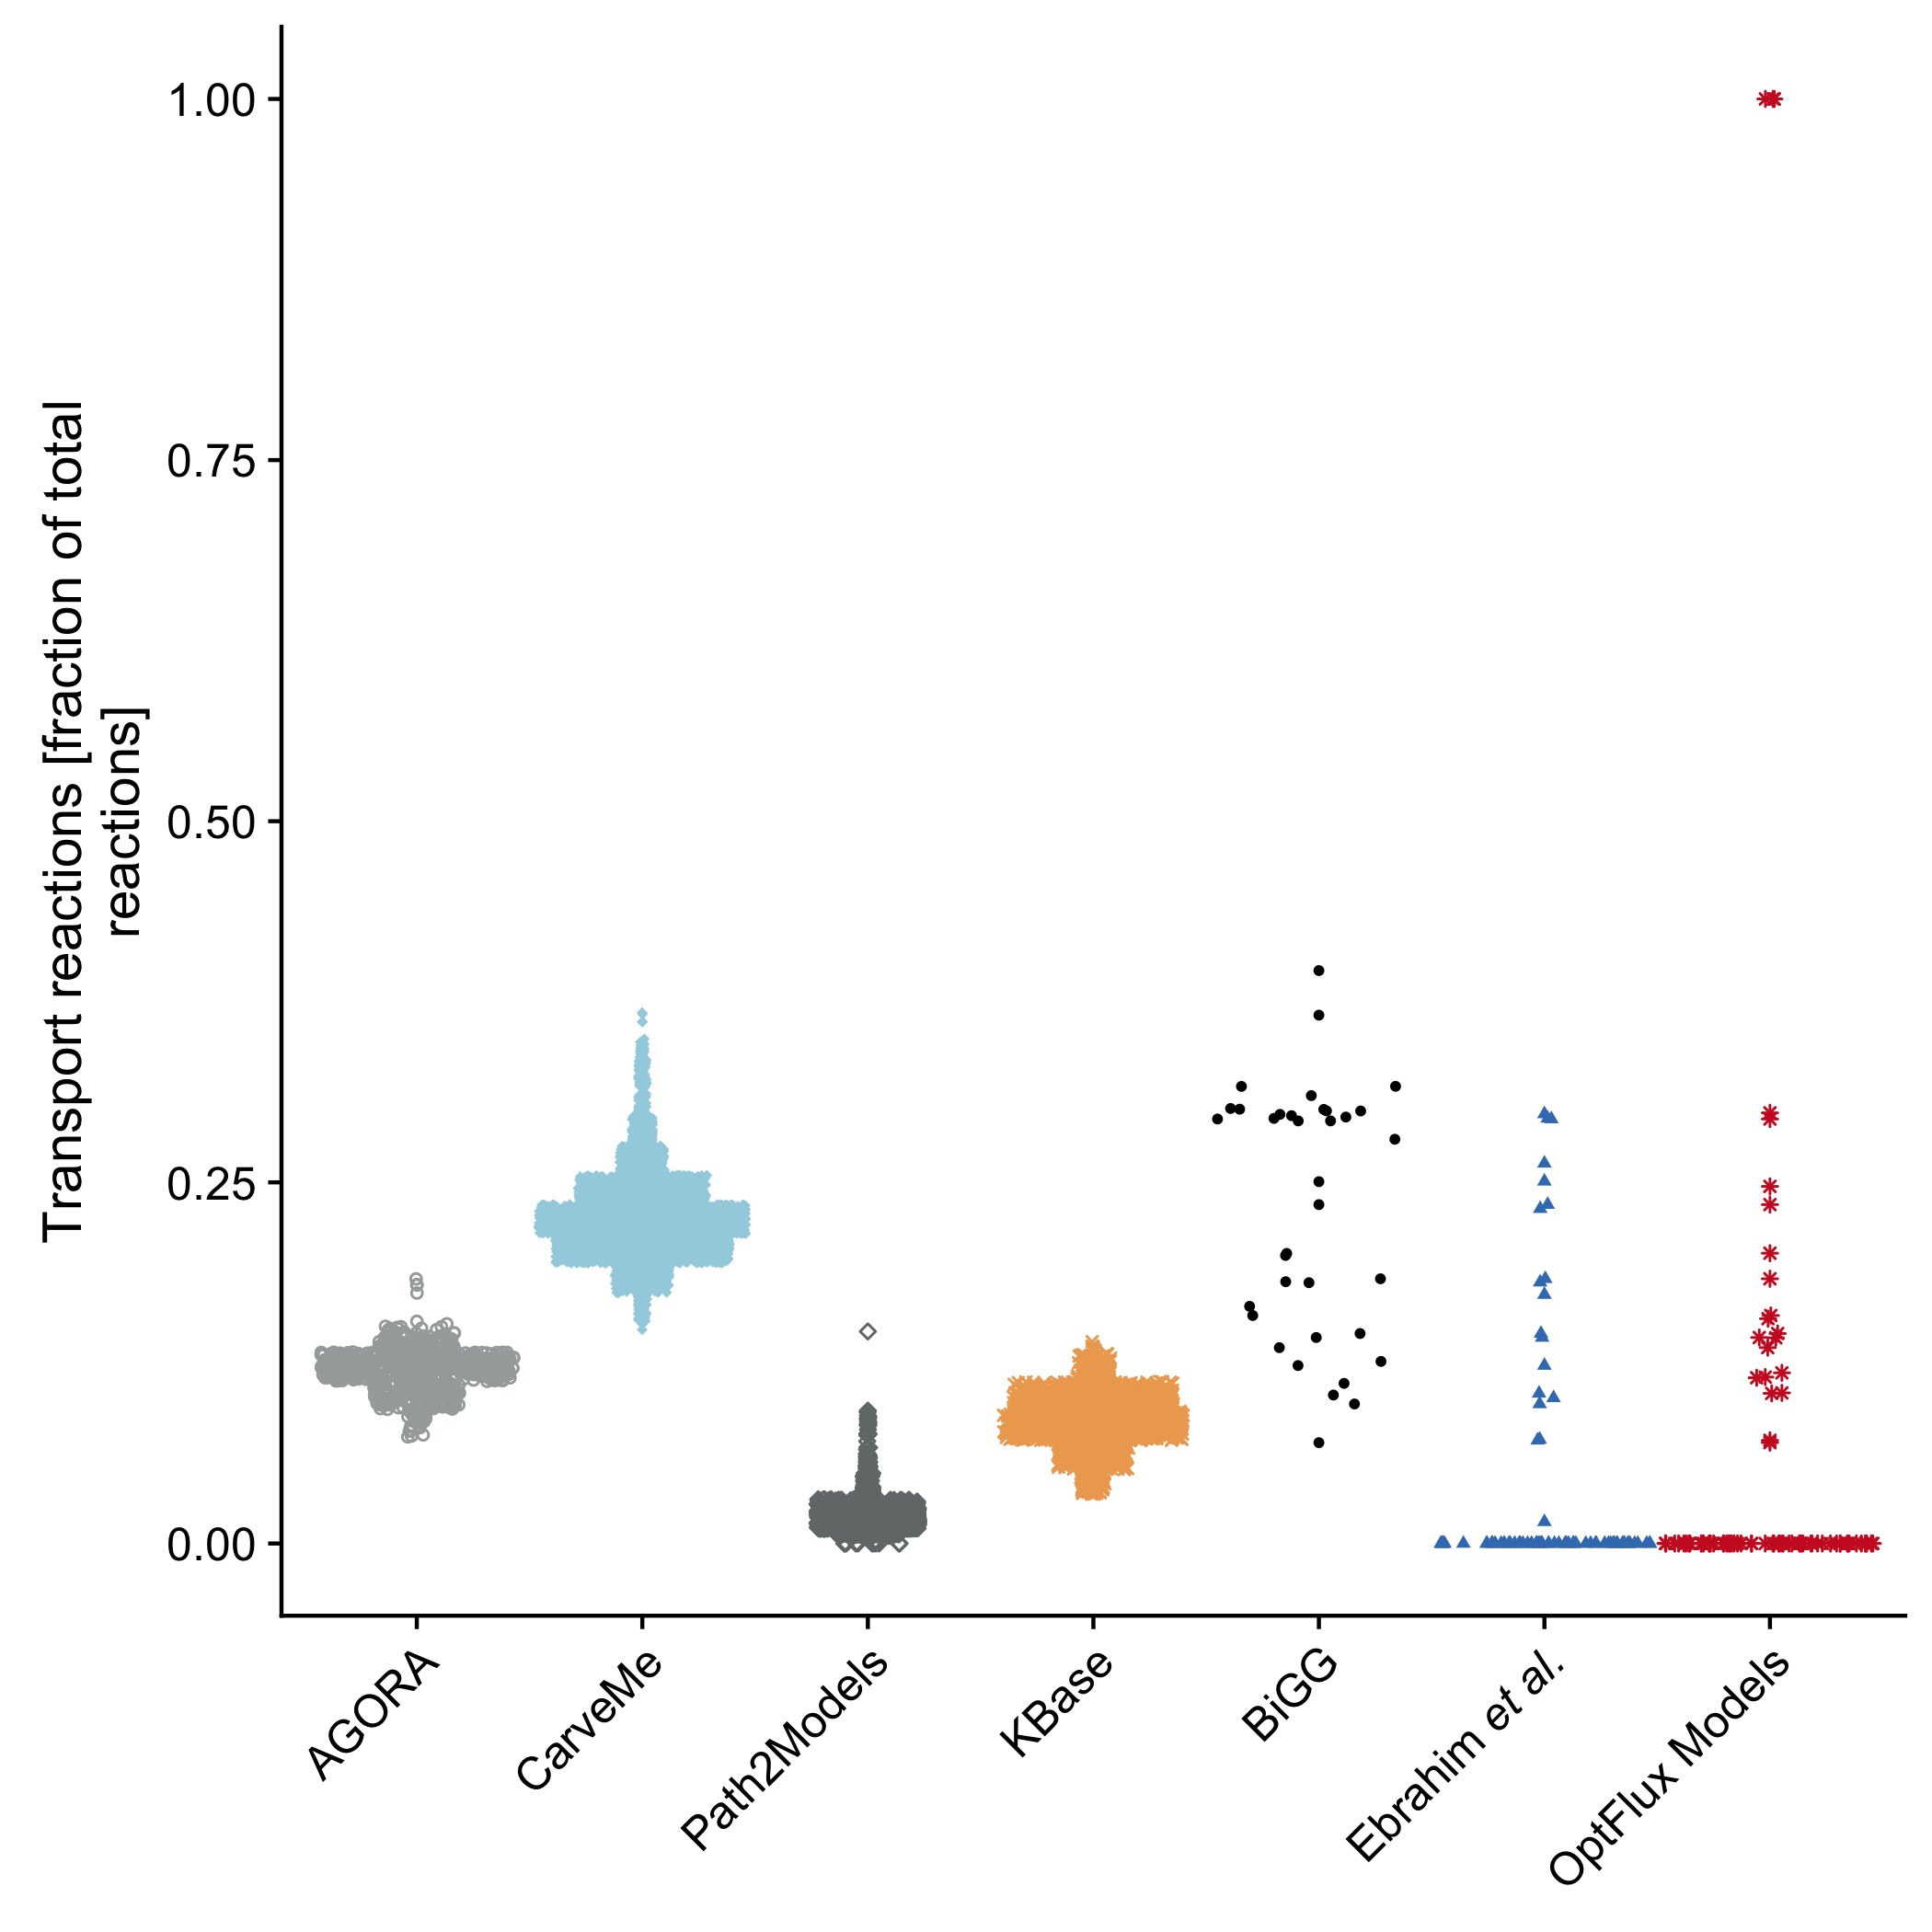 Transport reactions [fraction of total
reactions]
1.00
0.75
0.50
0.25
0.00
AGORA
CarveMe
Path2Models
KBase
BiGG
Ebrahim et al.
OptFlux Models